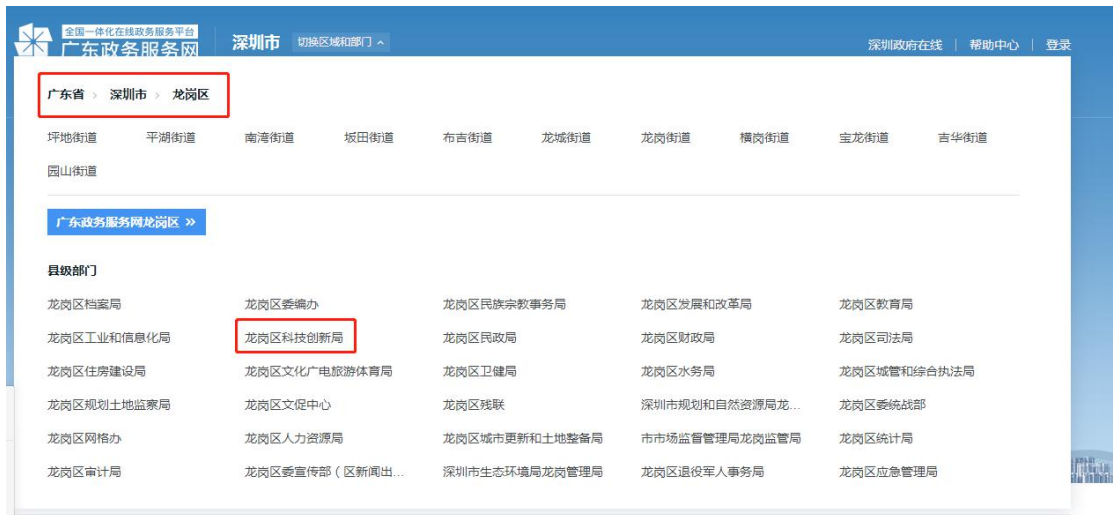 全国一体化在线政务服务平台
广东政务服务网
深圳市 切换区域和部门
深圳政府在线 | 帮助中心 | 登录
广东省 > 深圳市 > 龙岗区
坪地街道 平湖街道 南湾街道 坂田街道 布吉街道 龙城街道 龙岗街道 横岗街道 宝龙街道 吉华街道
园山街道
广东政务服务网龙岗区 »
县级部门
龙岗区档案局 龙岗区委编办 龙岗区民族宗教事务局 龙岗区发展和改革局 龙岗区教育局
龙岗区工业和信息化局 龙岗区科技创新局 龙岗区民政局 龙岗区财政局 龙岗区司法局
龙岗区住房建设局 龙岗区文化广电旅游体育局 龙岗区卫健局 龙岗区水务局 龙岗区城管和综合执法局
龙岗区规划土地监察局 龙岗区文促中心 龙岗区残联 深圳市规划和自然资源局龙... 龙岗区委统战部
龙岗区网格办 龙岗区人力资源局 龙岗区城市更新和土地整备局 市市场监督管理局龙岗监管局 龙岗区统计局
龙岗区审计局 龙岗区委宣传部（区新闻出... 深圳市生态环境局龙岗管理局 龙岗区退役军人事务局 龙岗区应急管理局